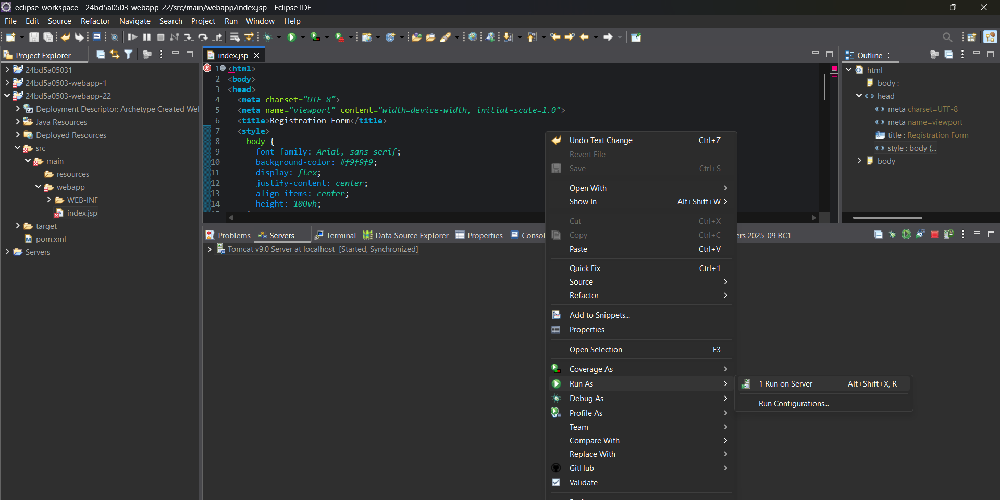 eclipse-workspace - 24bd5a0503-webapp-22/src/main/webapp/index.jsp - Eclipse IDE
File Edit Source Refactor Navigate Search Project Run Window Help
Project Explorer
24bd5a05031
24bd5a0503-webapp-1
24bd5a0503-webapp-22
Deployment Descriptor: Archetype Created We
Java Resources
Deployed Resources
src
main
resources
webapp
WEB-INF
index.jsp
target
pom.xml
Servers
index.jsp
1 <html>
2 <body>
3 <head>
4 <meta charset="UTF-8">
5 <meta name="viewport" content="width=device-width, initial-scale=1.0">
6 <title>Registration Form</title>
7 <style>
8 body {
9 font-family: Arial, sans-serif;
10 background-color: #f9f9f9;
11 display: flex;
12 justify-content: center;
13 align-items: center;
14 height: 100vh;
Outline
html
body :
head
meta charset=UTF-8
meta name=viewport
title : Registration Form
style : body {...
body
Problems Servers Terminal Data Source Explorer Properties Consol ers 2025-09 RC1
Tomcat v9.0 Server at localhost [Started, Synchronized]
Undo Text Change Ctrl+Z
Revert File
Save Ctrl+S
Open With
Show In Alt+Shift+W
Cut Ctrl+X
Copy Ctrl+C
Paste Ctrl+V
Quick Fix Ctrl+1
Source
Refactor
Add to Snippets...
Properties
Open Selection F3
Coverage As
Run As
Debug As
Profile As
Team
Compare With
Replace With
GitHub
Validate
1 Run on Server Alt+Shift+X, R
Run Configurations...